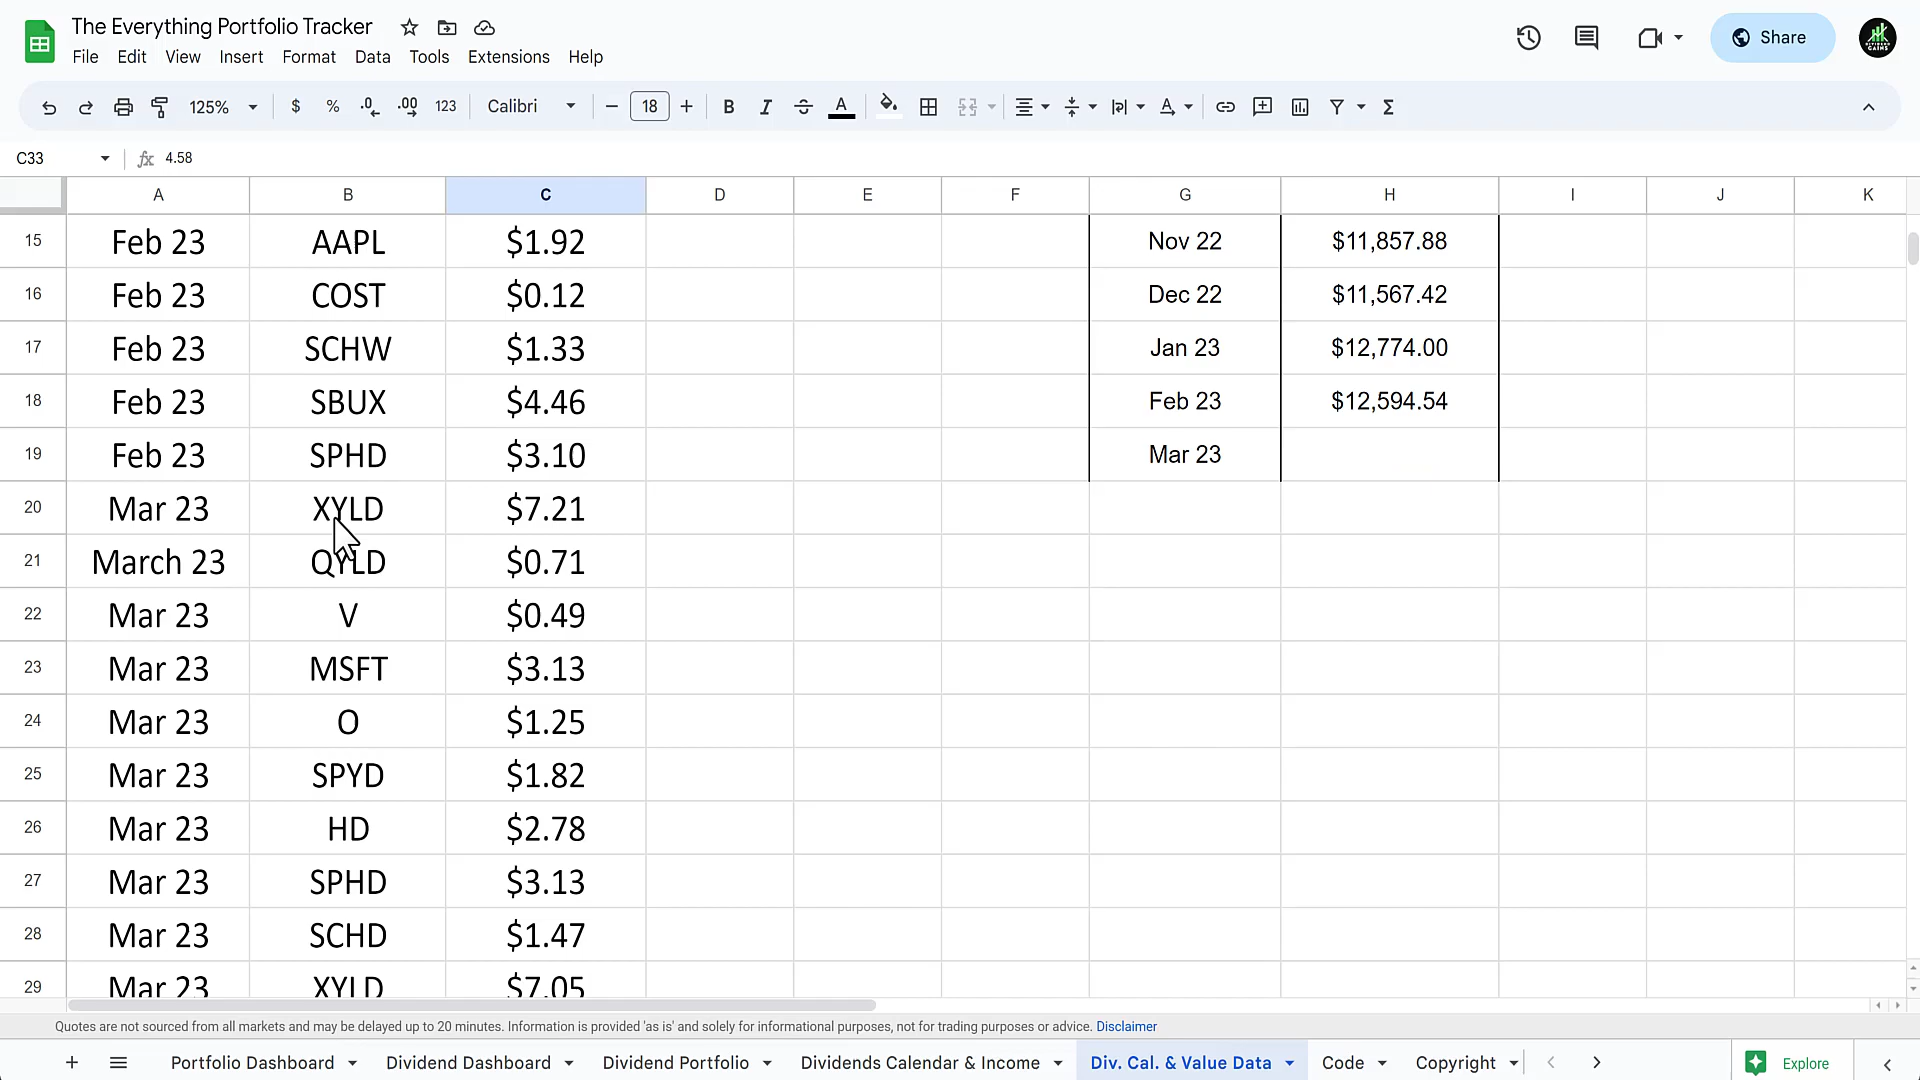 The Everything Portfolio Tracker
File Edit View Insert Format Data Tools Extensions Help
Share
125% $ % .0 .00 123 Calibri 18 B I A
C33 fx 4.58
A B C D E F G H I J K
15 Feb 23 AAPL $1.92 Nov 22 $11,857.88
16 Feb 23 COST $0.12 Dec 22 $11,567.42
17 Feb 23 SCHW $1.33 Jan 23 $12,774.00
18 Feb 23 SBUX $4.46 Feb 23 $12,594.54
19 Feb 23 SPHD $3.10 Mar 23
20 Mar 23 XYLD $7.21
21 March 23 QYLD $0.71
22 Mar 23 V $0.49
23 Mar 23 MSFT $3.13
24 Mar 23 O $1.25
25 Mar 23 SPYD $1.82
26 Mar 23 HD $2.78
27 Mar 23 SPHD $3.13
28 Mar 23 SCHD $1.47
29 Mar 23 XYLD $7.05
Quotes are not sourced from all markets and may be delayed up to 20 minutes. Information is provided 'as is' and solely for informational purposes, not for trading purposes or advice. Disclaimer
Portfolio Dashboard Dividend Dashboard Dividend Portfolio Dividends Calendar & Income Div. Cal. & Value Data Code Copyright Explore